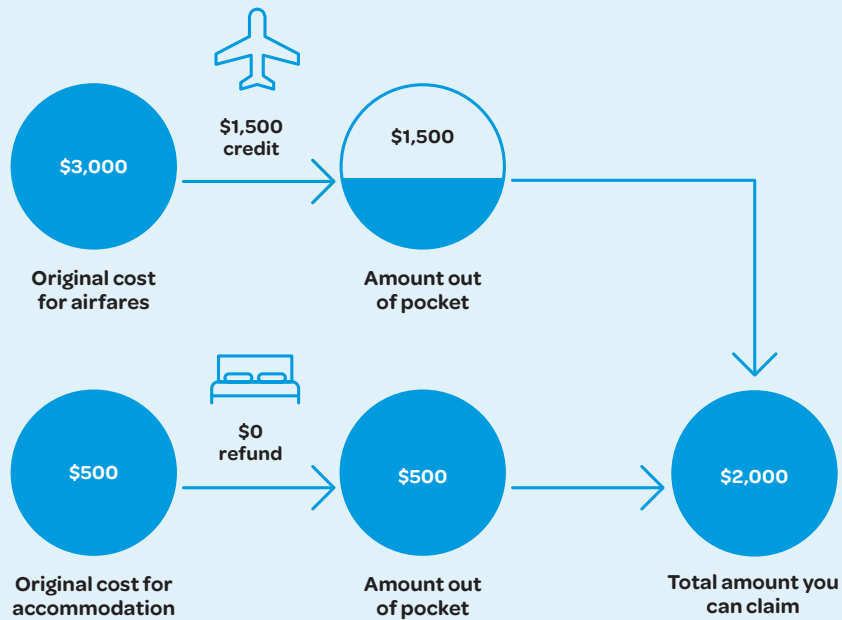 $1,500
credit
$3,000
$1,500
Original cost
for airfares
Amount out
of pocket
$0
refund
$500
$500
$2,000
Original cost for
accommodation
Amount out
of pocket
Total amount you
can claim